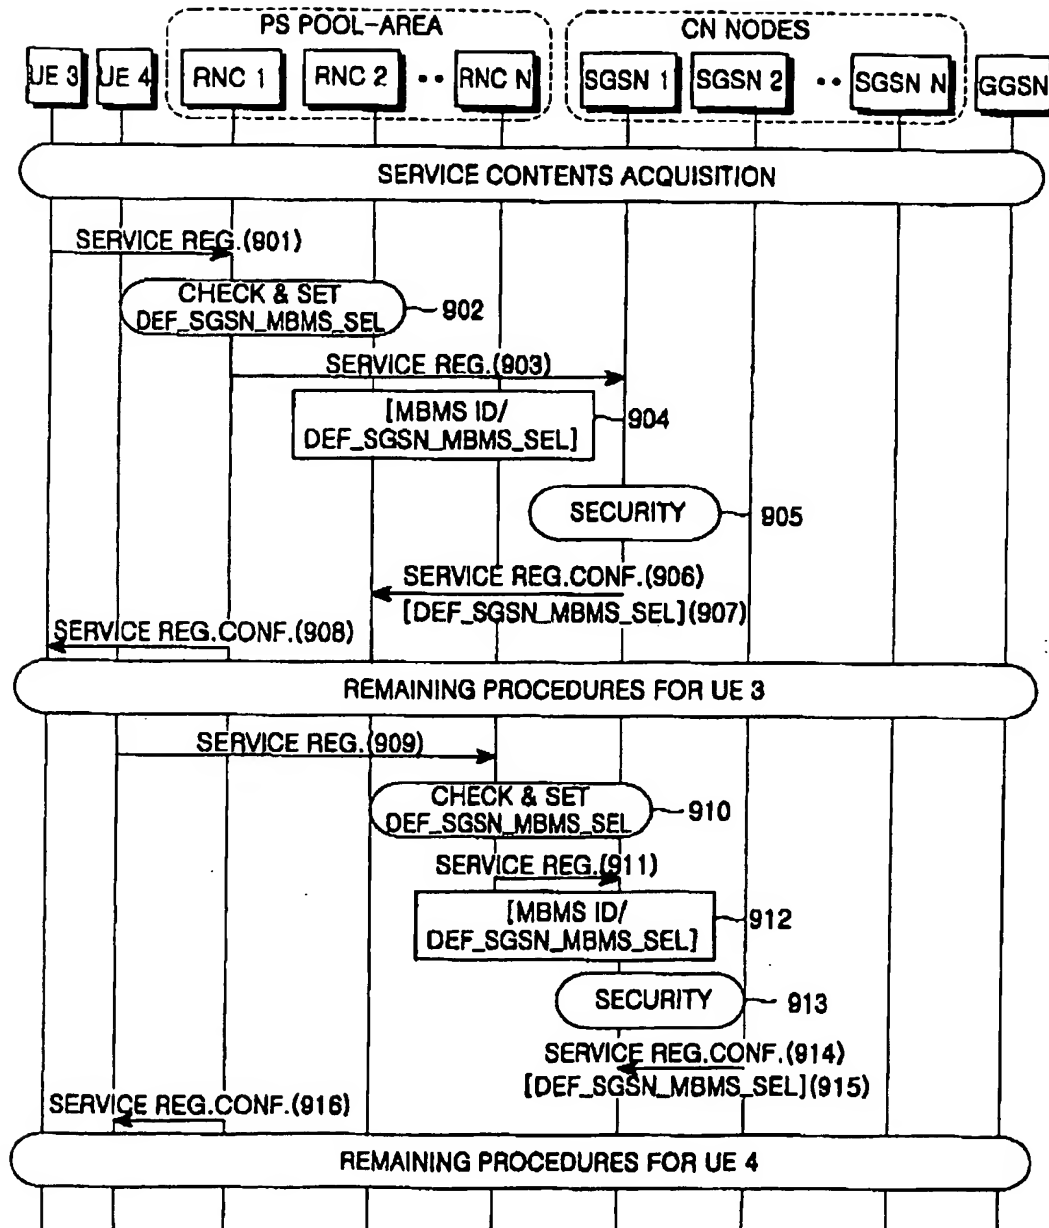 PS POOL-AREA
CN NODES
UE 3
UE 4
RNC 1
RNC 2
••
RNC N
SGSN 1
SGSN 2
••
SGSN N
GGSN
SERVICE CONTENTS ACQUISITION
SERVICE REG.(901)
CHECK & SET
DEF_SGSN_MBMS_SEL
902
SERVICE REG.(903)
[MBMS ID/
DEF_SGSN_MBMS_SEL]
904
SECURITY
905
SERVICE REG.CONF.(906)
[DEF_SGSN_MBMS_SEL](907)
SERVICE REG.CONF.(908)
REMAINING PROCEDURES FOR UE 3
SERVICE REG.(909)
CHECK & SET
DEF_SGSN_MBMS_SEL
910
SERVICE REG.(911)
[MBMS ID/
DEF_SGSN_MBMS_SEL]
912
SECURITY
913
SERVICE REG.CONF.(914)
[DEF_SGSN_MBMS_SEL](915)
SERVICE REG.CONF.(916)
REMAINING PROCEDURES FOR UE 4